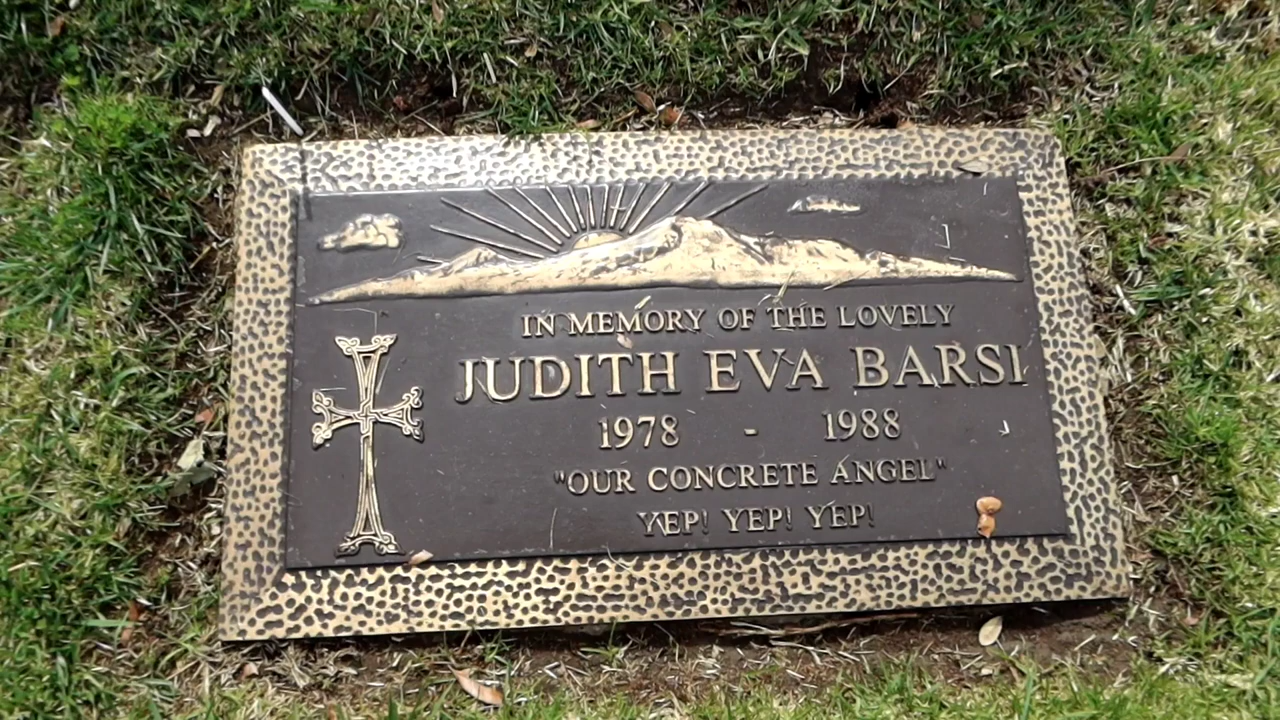 IN MEMORY OF THE LOVELY
JUDITH EVA BARSI
1978 - 1988
"OUR CONCRETE ANGEL"
YEP! YEP! YEP!